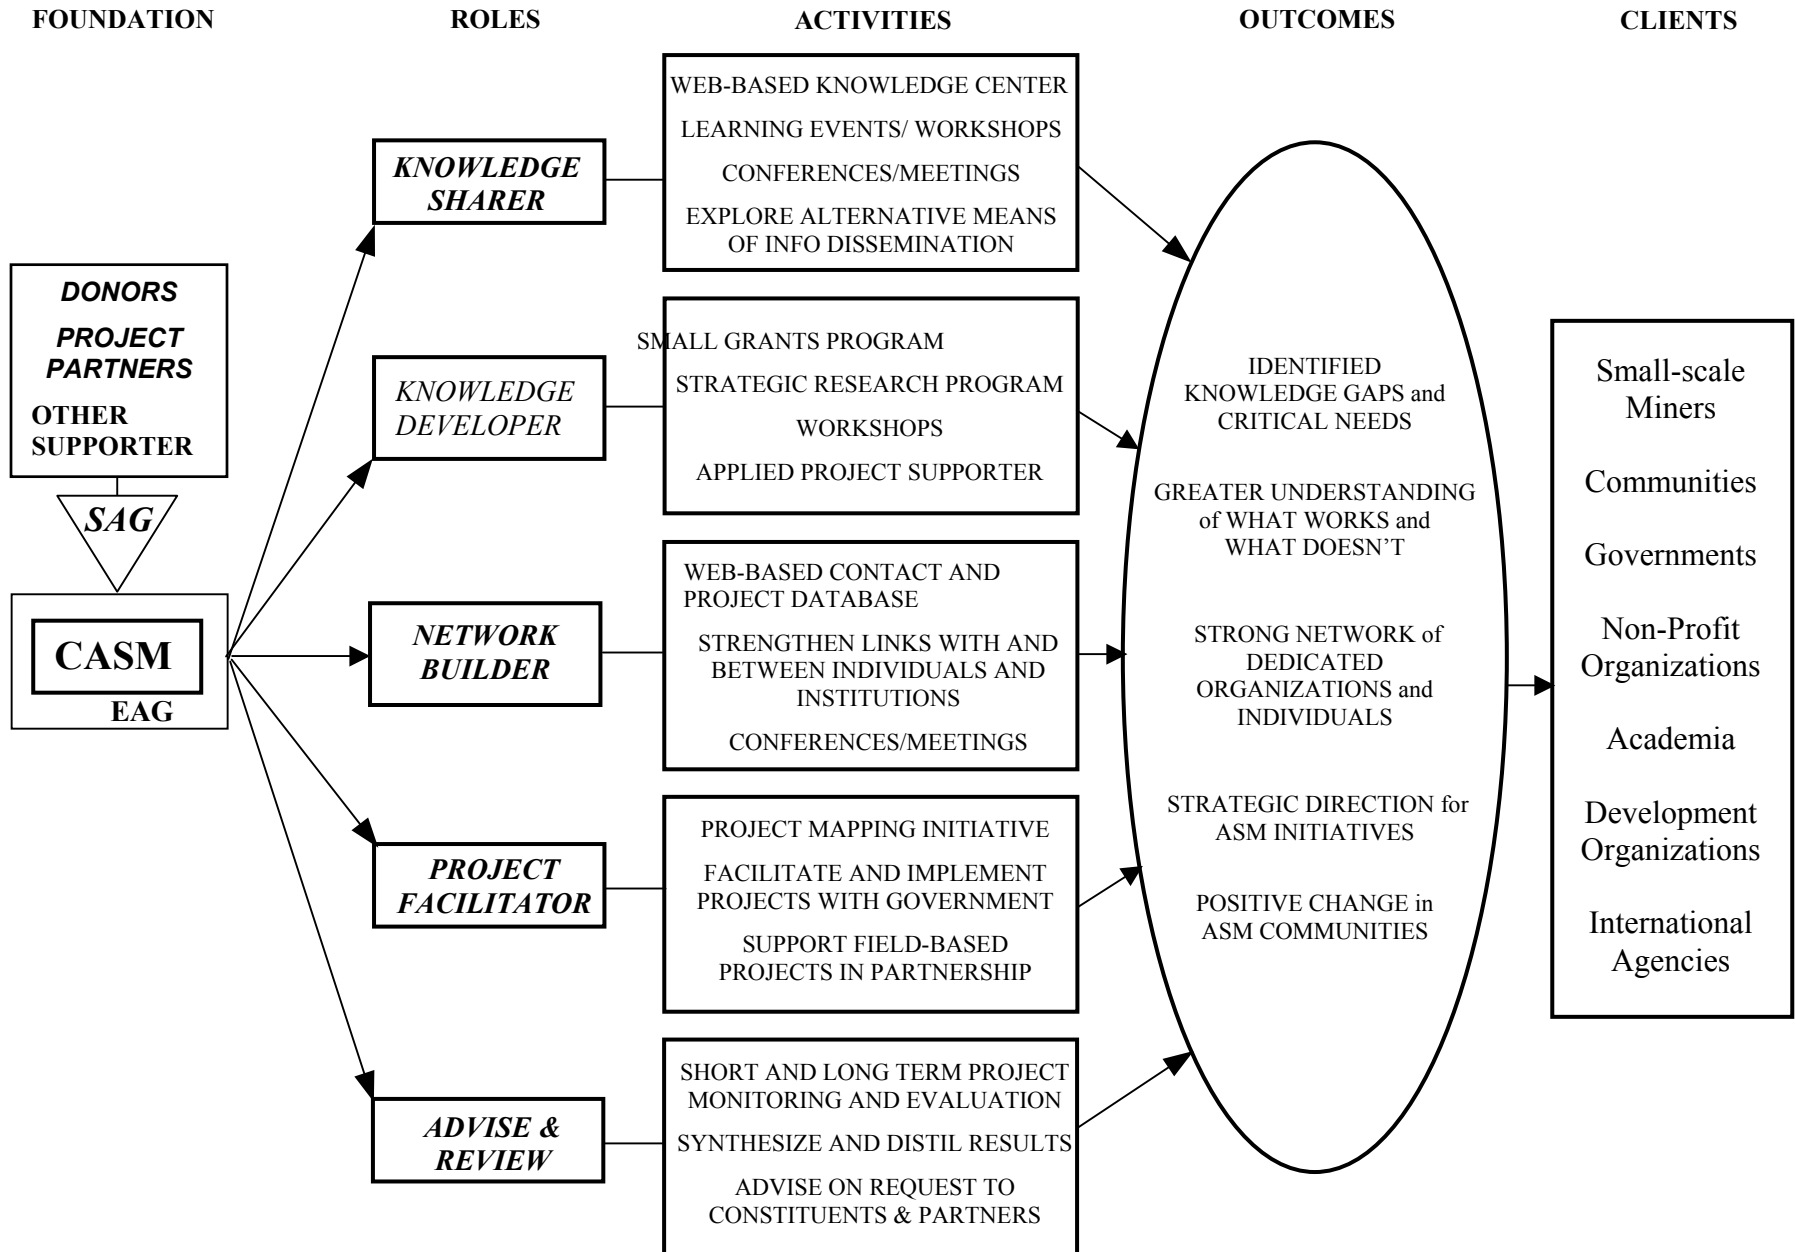 FOUNDATION
ROLES
ACTIVITIES
OUTCOMES
CLIENTS
DONORS
PROJECT
PARTNERS
OTHER
SUPPORTER
SAG
CASM
EAG
KNOWLEDGE
SHARER
KNOWLEDGE
DEVELOPER
NETWORK
BUILDER
PROJECT
FACILITATOR
ADVISE &
REVIEW
WEB-BASED KNOWLEDGE CENTER
LEARNING EVENTS/ WORKSHOPS
CONFERENCES/MEETINGS
EXPLORE ALTERNATIVE MEANS
OF INFO DISSEMINATION
SMALL GRANTS PROGRAM
STRATEGIC RESEARCH PROGRAM
WORKSHOPS
APPLIED PROJECT SUPPORTER
WEB-BASED CONTACT AND
PROJECT DATABASE
STRENGTHEN LINKS WITH AND
BETWEEN INDIVIDUALS AND
INSTITUTIONS
CONFERENCES/MEETINGS
PROJECT MAPPING INITIATIVE
FACILITATE AND IMPLEMENT
PROJECTS WITH GOVERNMENT
SUPPORT FIELD-BASED
PROJECTS IN PARTNERSHIP
SHORT AND LONG TERM PROJECT
MONITORING AND EVALUATION
SYNTHESIZE AND DISTIL RESULTS
ADVISE ON REQUEST TO
CONSTITUENTS & PARTNERS
IDENTIFIED
KNOWLEDGE GAPS and
CRITICAL NEEDS
GREATER UNDERSTANDING
of WHAT WORKS and
WHAT DOESN'T
STRONG NETWORK of
DEDICATED
ORGANIZATIONS and
INDIVIDUALS
STRATEGIC DIRECTION for
ASM INITIATIVES
POSITIVE CHANGE in
ASM COMMUNITIES
Small-scale
Miners
Communities
Governments
Non-Profit
Organizations
Academia
Development
Organizations
International
Agencies